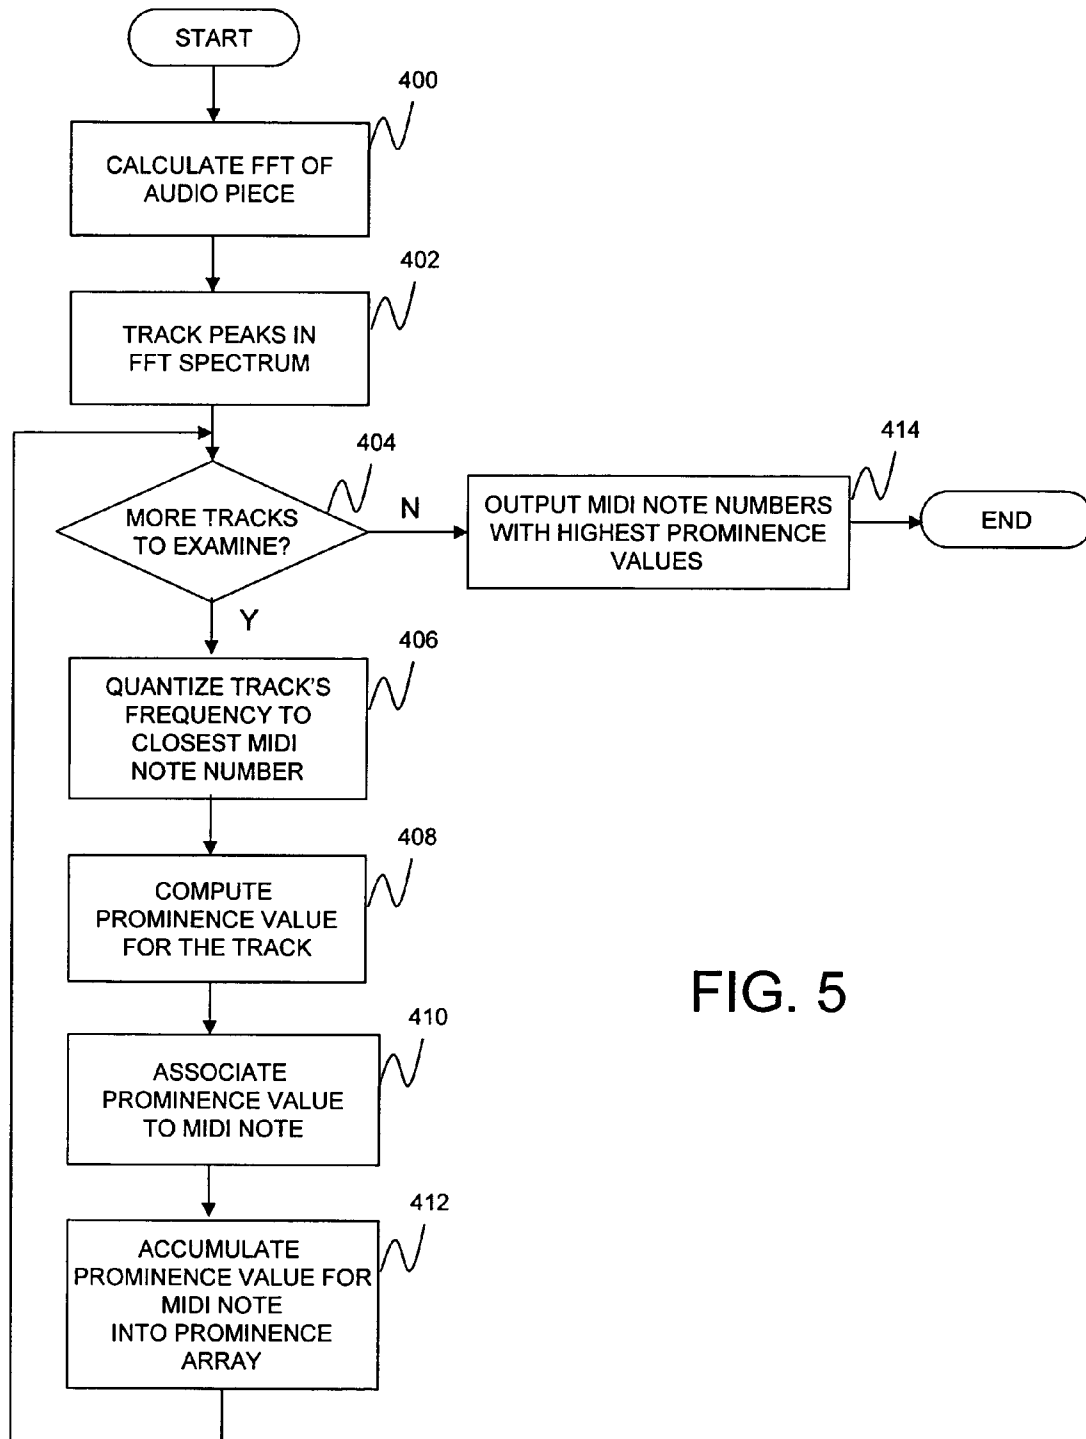 START
400
CALCULATE FFT OF
AUDIO PIECE
402
TRACK PEAKS IN
FFT SPECTRUM
404
MORE TRACKS
TO EXAMINE?
N
414
OUTPUT MIDI NOTE NUMBERS
WITH HIGHEST PROMINENCE
VALUES
END
Y
406
QUANTIZE TRACK'S
FREQUENCY TO
CLOSEST MIDI
NOTE NUMBER
408
COMPUTE
PROMINENCE VALUE
FOR THE TRACK
410
ASSOCIATE
PROMINENCE VALUE
TO MIDI NOTE
412
ACCUMULATE
PROMINENCE VALUE FOR
MIDI NOTE
INTO PROMINENCE
ARRAY
FIG. 5